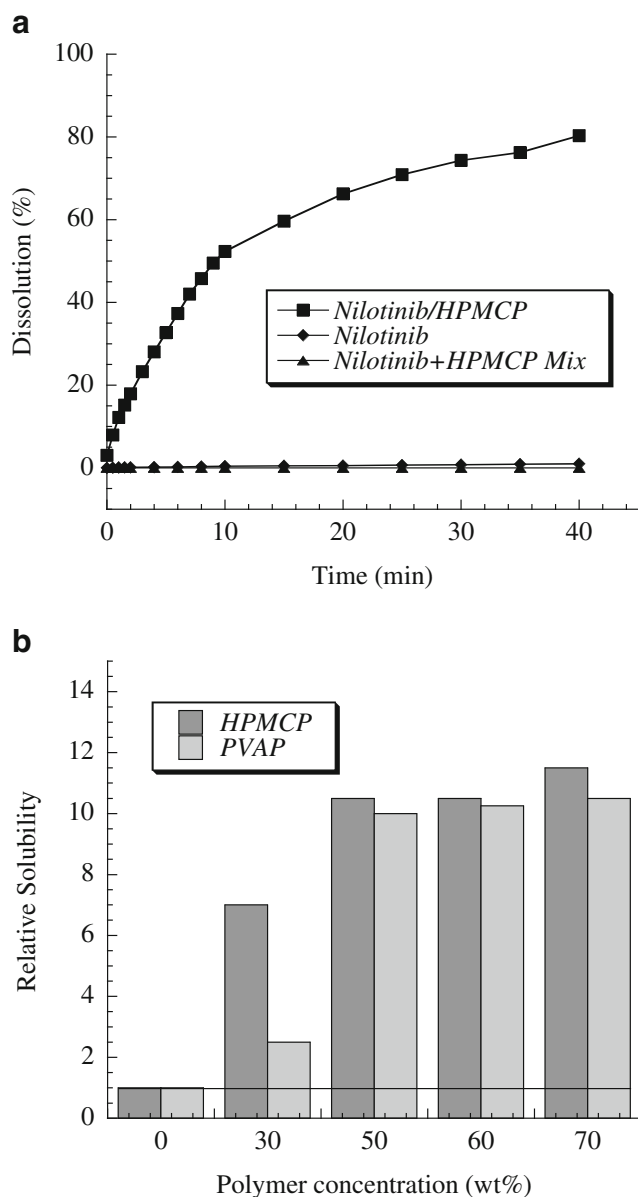 a
100
80
60
40
20
0
Dissolution (%)
Nilotinib/HPMCP
Nilotinib
Nilotinib+HPMCP Mix
0 10 20 30 40
Time (min)
b
14
12
10
8
6
4
2
0
Relative Solubility
HPMCP
PVAP
0 30 50 60 70
Polymer concentration (wt%)